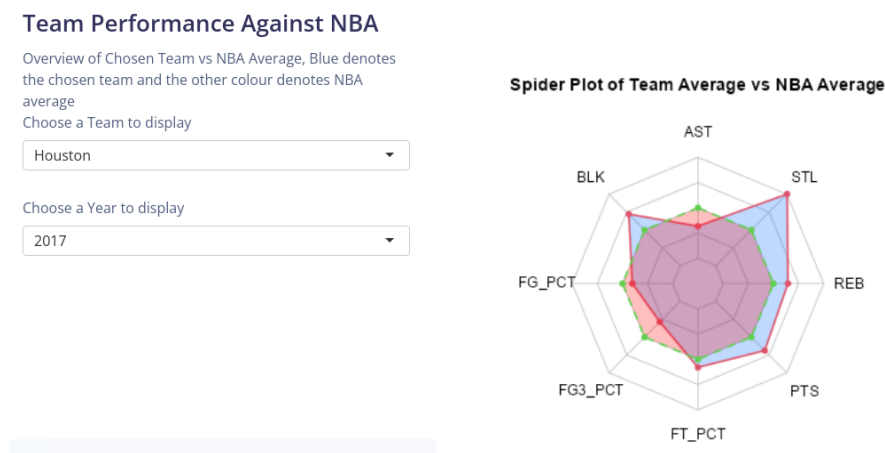 Team Performance Against NBA
Overview of Chosen Team vs NBA Average, Blue denotes
the chosen team and the other colour denotes NBA
average
Choose a Team to display
Houston
Choose a Year to display
2017
Spider Plot of Team Average vs NBA Average
AST
BLK
STL
FG_PCT
REB
FG3_PCT
PTS
FT_PCT